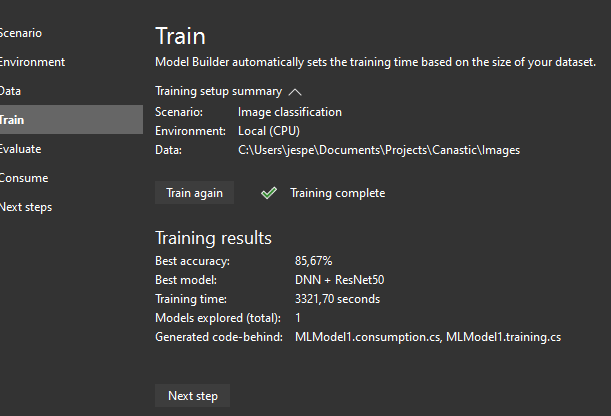 Scenario
Environment
Data
Train
Evaluate
Consume
Next steps
Train
Model Builder automatically sets the training time based on the size of your dataset.
Training setup summary
Scenario: Image classification
Environment: Local (CPU)
Data: C:\Users\jespe\Documents\Projects\Canastic\Images
Train again
Training complete
Training results
Best accuracy: 85,67%
Best model: DNN + ResNet50
Training time: 3321,70 seconds
Models explored (total): 1
Generated code-behind: MLModel1.consumption.cs, MLModel1.training.cs
Next step